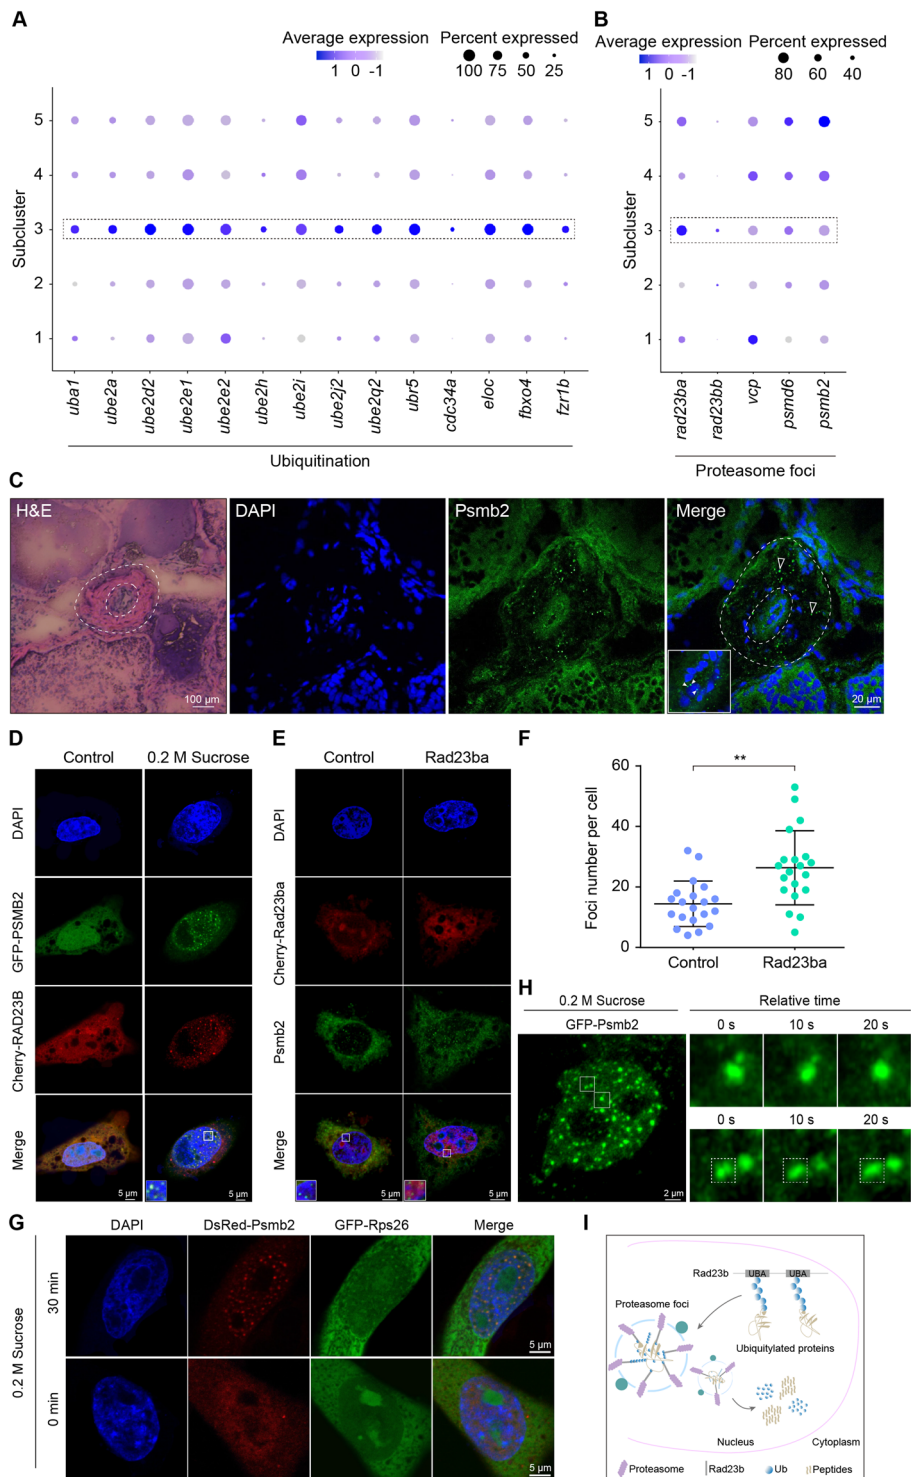 A
Average expression
1 0 -1
Percent expressed
100 75 50 25
Subcluster
5
4
3
2
1
uba1
ube2a
ube2d2
ube2e1
ube2e2
ube2h
ube2i
ube2j2
ube2q2
ubr5
cdc34a
eloc
fbxo4
fzr1b
Ubiquitination
B
Average expression
1 0 -1
Percent expressed
80 60 40
Subcluster
5
4
3
2
1
rad23ba
rad23bb
vcp
psmd6
psmb2
Proteasome foci
C
H&E
100 µm
DAPI
Psmb2
Merge
20 µm
D
Control
0.2 M Sucrose
DAPI
GFP-PSMB2
Cherry-RAD23B
Merge
5 µm
5 µm
E
Control
Rad23ba
DAPI
Cherry-Rad23ba
Psmb2
Merge
5 µm
5 µm
F
**
Foci number per cell
60
40
20
0
Control
Rad23ba
H
0.2 M Sucrose
GFP-Psmb2
2 µm
Relative time
0 s
10 s
20 s
0 s
10 s
20 s
G
DAPI
DsRed-Psmb2
GFP-Rps26
Merge
0.2 M Sucrose
30 min
5 µm
0 min
5 µm
I
Rad23b
UBA
UBA
Proteasome foci
Ubiquitylated proteins
Nucleus
Cytoplasm
Proteasome
Rad23b
Ub
Peptides